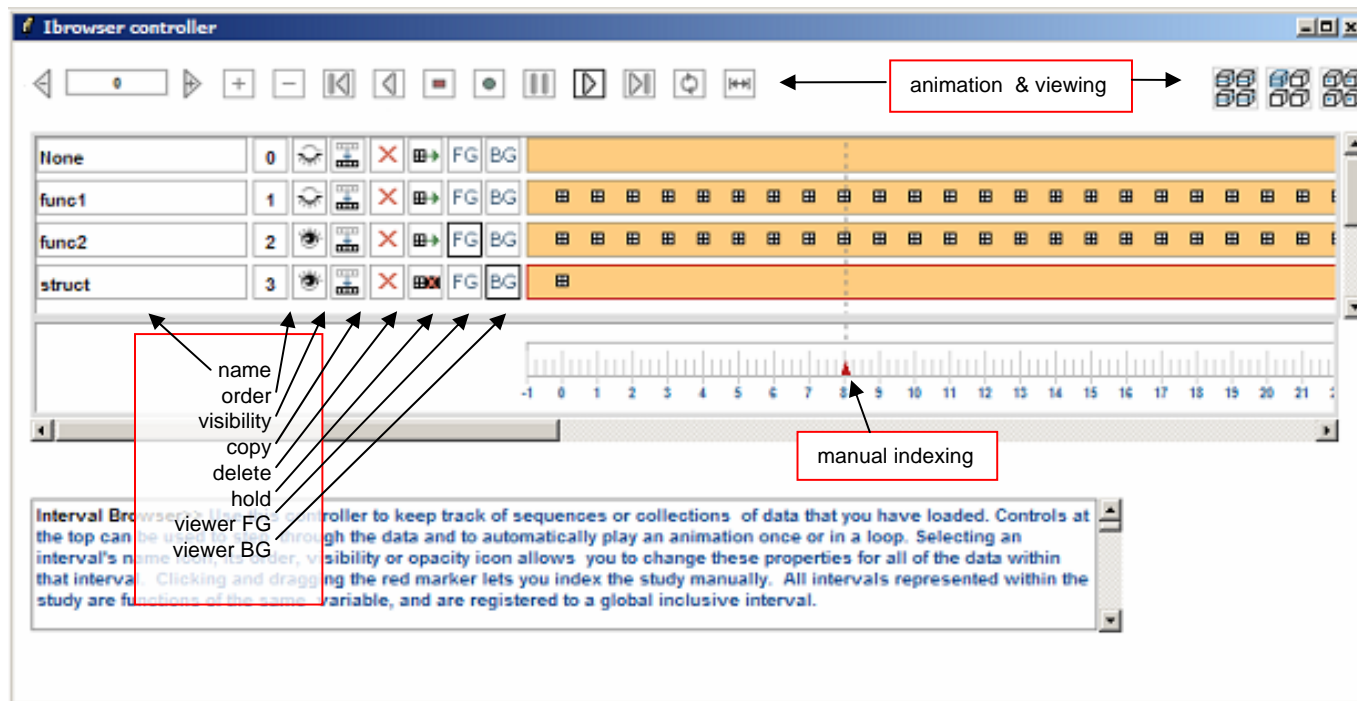 Ibrowser controller
0
animation & viewing
None 0 FG BG
func1 1 FG BG
func2 2 FG BG
struct 3 FG BG
-1 0 1 2 3 4 5 6 7 8 9 10 11 12 13 14 15 16 17 18 19 20 21
name
order
visibility
copy
delete
hold
viewer FG
viewer BG
manual indexing
Interval Browser>> Use this controller to keep track of sequences or collections of data that you have loaded. Controls at
the top can be used to step through the data and to automatically play an animation once or in a loop. Selecting an
interval's name icon, its order, visibility or opacity icon allows you to change these properties for all of the data within
that interval. Clicking and dragging the red marker lets you index the study manually. All intervals represented within the
study are functions of the same variable, and are registered to a global inclusive interval.